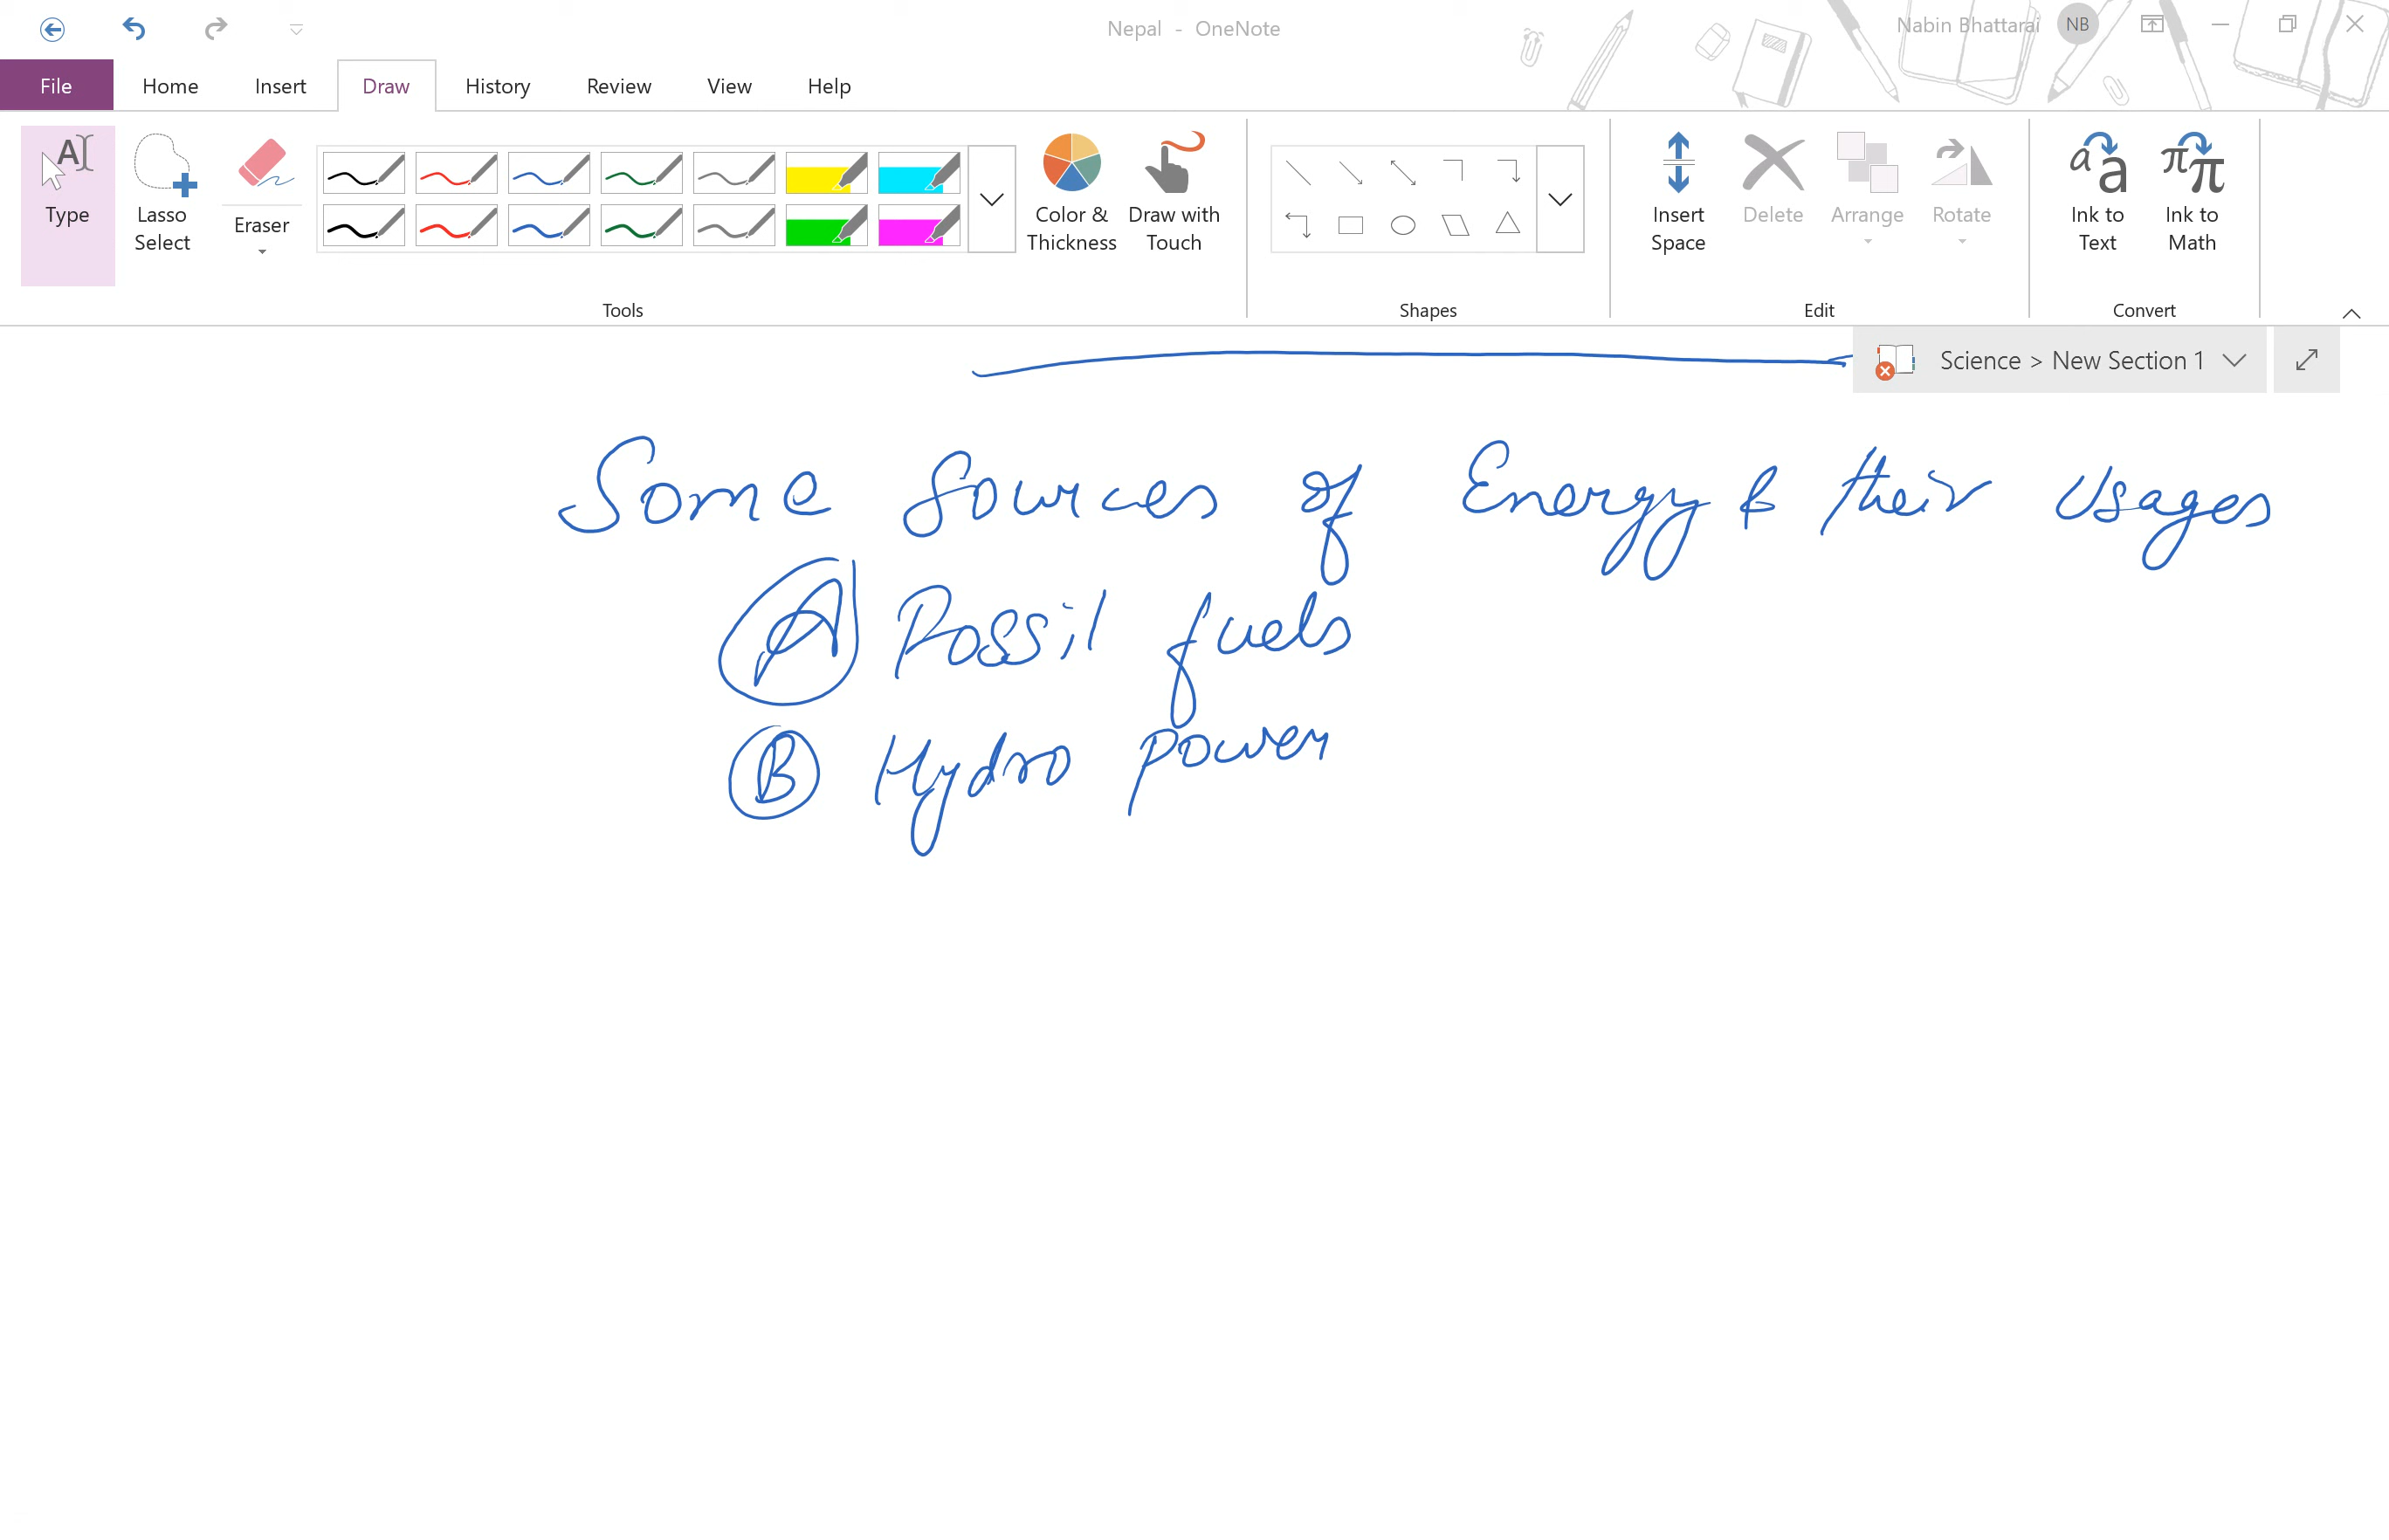 Nepal - OneNote
Nabin Bhattarai NB
File Home Insert Draw History Review View Help
Type
Lasso Select
Eraser
Color & Thickness
Draw with Touch
Insert Space
Delete
Arrange
Rotate
Ink to Text
Ink to Math
Tools Shapes Edit Convert
Science > New Section 1
Some Sources of Energy & their Usages
A Fossil fuels
B Hydro power